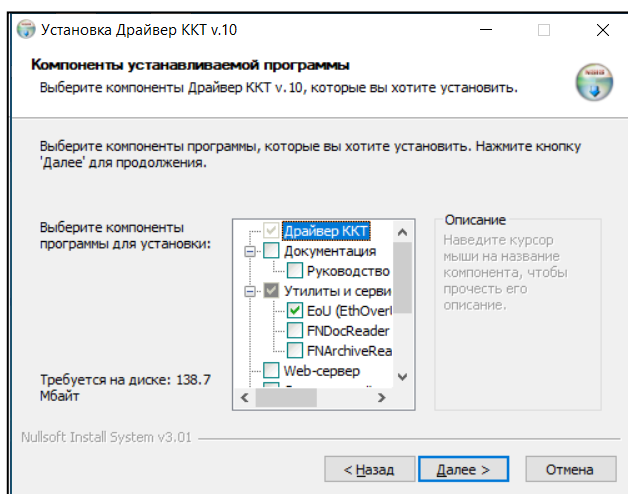 Установка Драйвер ККТ v.10
Компоненты устанавливаемой программы
Выберите компоненты Драйвер ККТ v.10, которые вы хотите установить.
Выберите компоненты программы, которые вы хотите установить. Нажмите кнопку
'Далее' для продолжения.
Выберите компоненты
программы для установки:
Драйвер ККТ
Документация
Руководство
Утилиты и серви
EoU (EthOverU
FNDocReader
FNArchiveRea
Web-сервер
Описание
Наведите курсор
мыши на название
компонента, чтобы
прочесть его
описание.
Требуется на диске: 138.7
Мбайт
Nullsoft Install System v3.01
< Назад
Далее >
Отмена